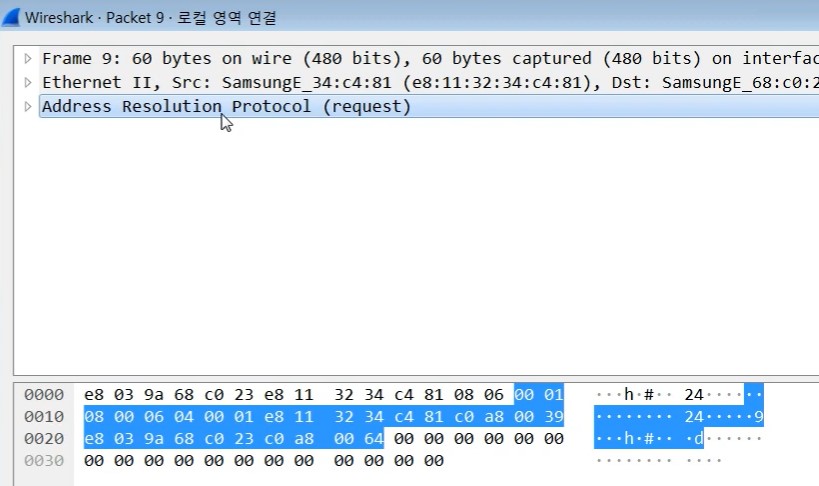 Wireshark · Packet 9 · 로컬 영역 연결
Frame 9: 60 bytes on wire (480 bits), 60 bytes captured (480 bits) on interfac
Ethernet II, Src: SamsungE_34:c4:81 (e8:11:32:34:c4:81), Dst: SamsungE_68:c0:2
Address Resolution Protocol (request)
0000 e8 03 9a 68 c0 23 e8 11 32 34 c4 81 08 06 00 01 ···h·#·· 24······
0010 08 00 06 04 00 01 e8 11 32 34 c4 81 c0 a8 00 39 ········ 24·····9
0020 e8 03 9a 68 c0 23 c0 a8 00 64 00 00 00 00 00 00 ···h·#·· ·d······
0030 00 00 00 00 00 00 00 00 00 00 00 00 ········ ····